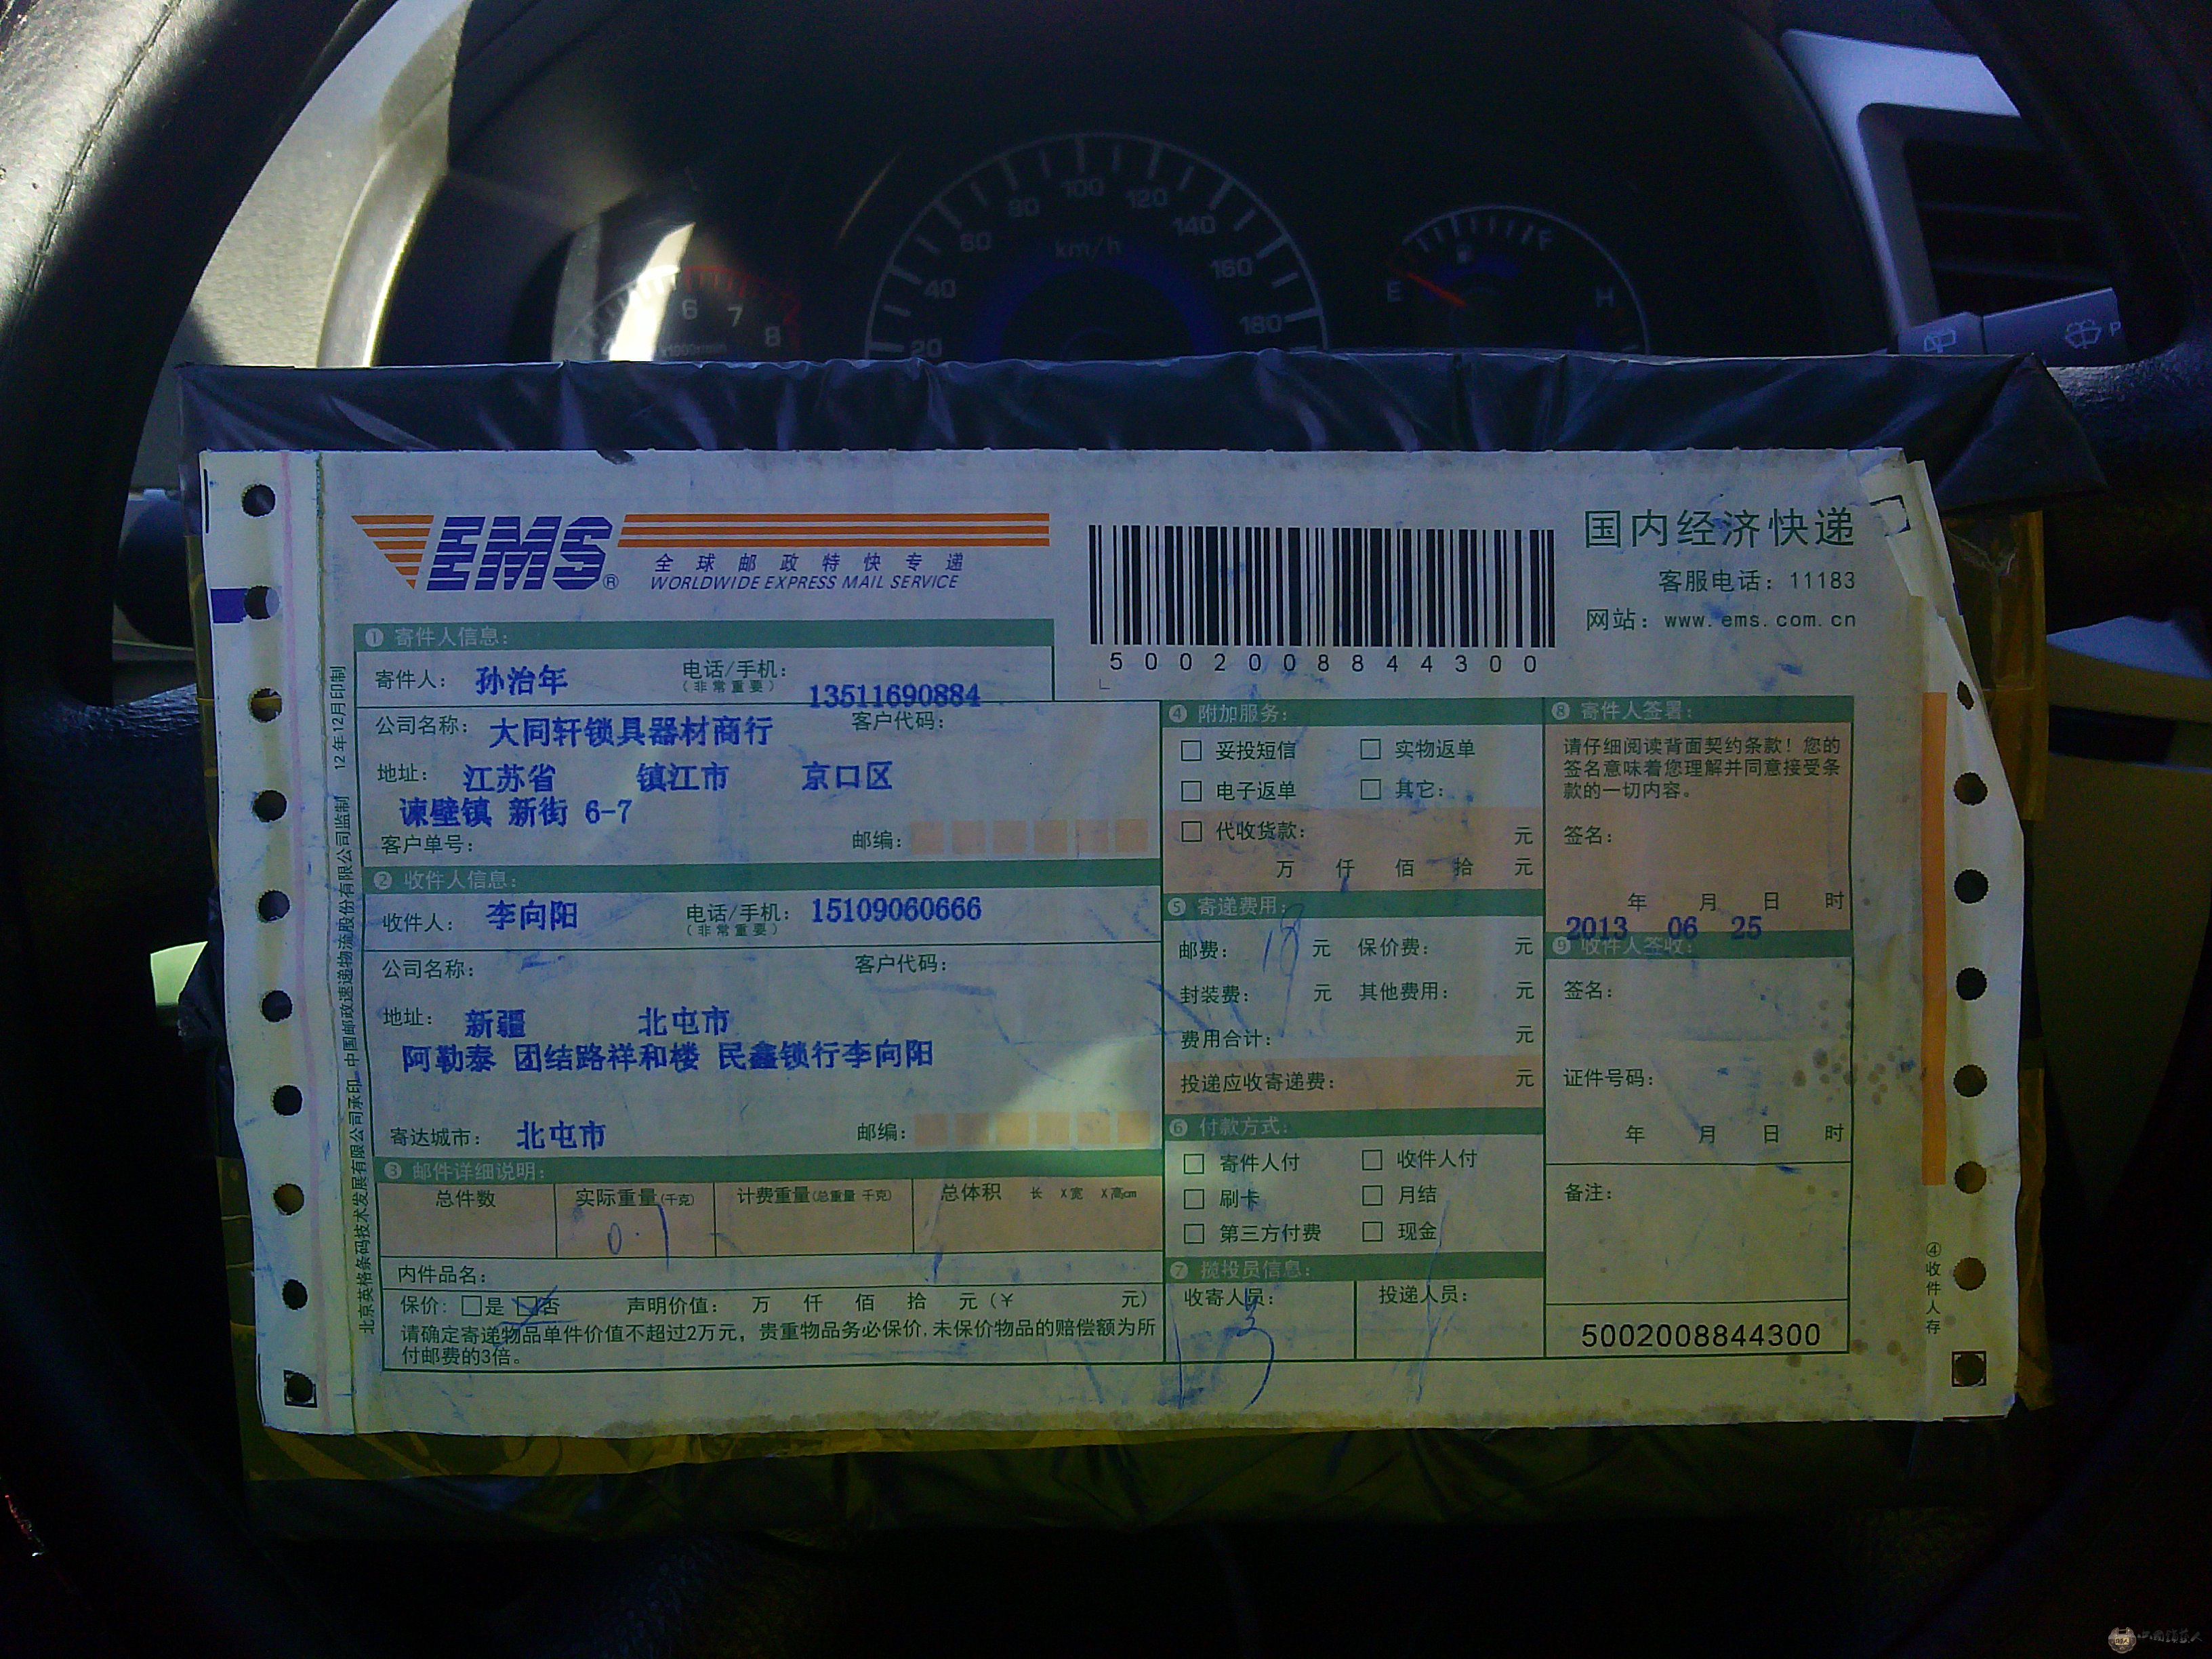 20
40
60
80
100
120
140
160
180
km/h
6
7
8
x1000r/min
E
F
H
EMS®
全球邮政特快专递
WORLDWIDE EXPRESS MAIL SERVICE
5002008844300
国内经济快递
客服电话：11183
网站：www.ems.com.cn
12年12月印制
北京英格条码技术发展有限公司承印 中国邮政速递物流股份有限公司监制
① 寄件人信息：
寄件人： 孙治年 电话/手机： 13511690884
（非常重要）
公司名称： 大同轩锁具器材商行 客户代码：
地址： 江苏省 镇江市 京口区
谏壁镇 新街 6-7
客户单号： 邮编：
② 收件人信息：
收件人： 李向阳 电话/手机： 15109060666
（非常重要）
公司名称： 客户代码：
地址： 新疆 北屯市
阿勒泰 团结路祥和楼 民鑫锁行李向阳
寄达城市： 北屯市 邮编：
③ 邮件详细说明：
总件数 实际重量(千克) 计费重量(总重量 千克) 总体积 长 X宽 X高cm
内件品名：
保价：□是 □否 声明价值： 万 仟 佰 拾 元（¥ 元）
请确定寄递物品单件价值不超过2万元，贵重物品务必保价，未保价物品的赔偿额为所
付邮费的3倍。
④ 附加服务：
□ 妥投短信 □ 实物返单
□ 电子返单 □ 其它：
□ 代收货款： 元
万 仟 佰 拾 元
⑤ 寄递费用：
邮费： 元 保价费： 元
封装费： 元 其他费用： 元
费用合计： 元
投递应收寄递费： 元
⑥ 付款方式：
□ 寄件人付 □ 收件人付
□ 刷卡 □ 月结
□ 第三方付费 □ 现金
⑦ 揽投员信息：
收寄人员： 投递人员：
⑧ 寄件人签署：
请仔细阅读背面契约条款！您的
签名意味着您理解并同意接受条
款的一切内容。
签名：
年 月 日 时
2013 06 25
⑨ 收件人签收：
签名：
证件号码：
年 月 日 时
备注：
5002008844300
④收件人存